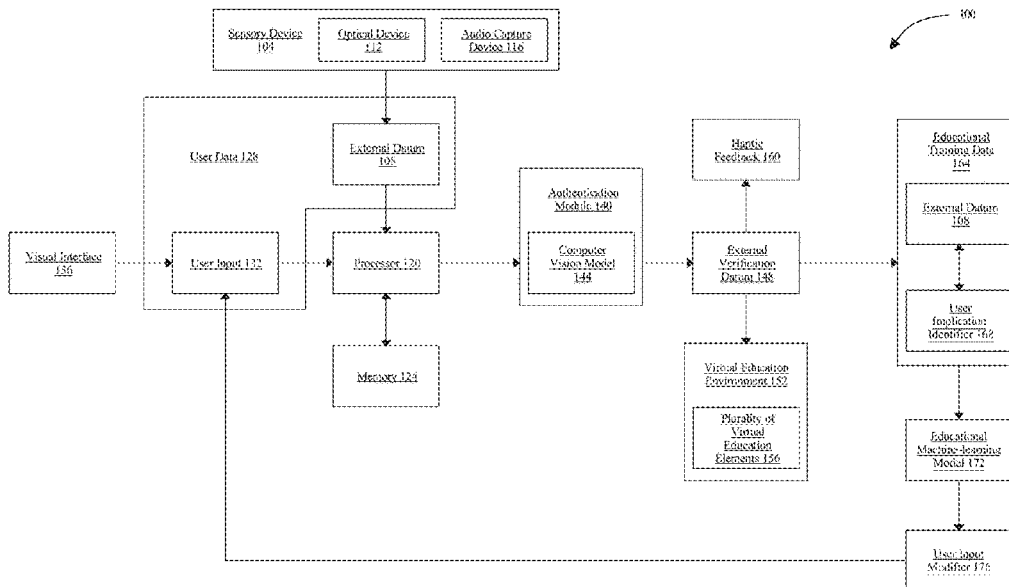 100
Sensory Device
104
Optical Device
112
Audio Capture
Device 116
User Data 128
External Datum
108
Haptic
Feedback 160
Educational
Training Data
164
External Datum
108
Authentication
Module 140
Computer
Vision Model
144
Visual Interface
136
User Input 132
Processor 120
External
Verification
Datum 148
User
Implication
Identifier 168
Memory 124
Virtual Education
Environment 152
Plurality of
Virtual
Education
Elements 156
Educational
Machine-learning
Model 172
User Input
Modifier 176